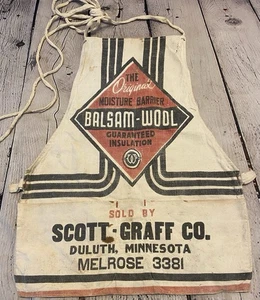 THE
Original
MOISTURE BARRIER
BALSAM-WOOL
GUARANTEED
INSULATION
SOLD BY
SCOTT-GRAFF CO.
DULUTH, MINNESOTA
MELROSE 3381